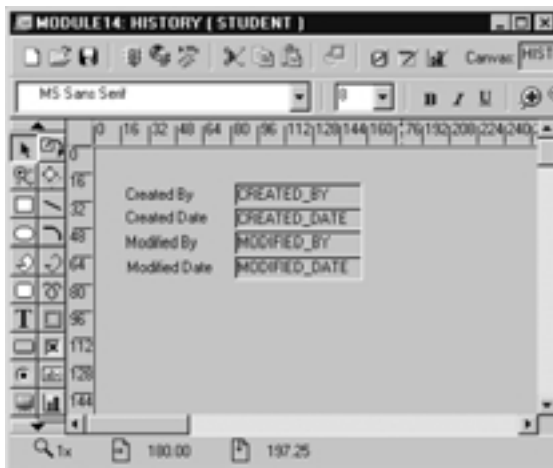 MODULE14: HISTORY ( STUDENT )
Canvas: HIST
MS Sans Serif 8 B I U
0 16 32 48 64 80 96 112 128 144 160 176 192 208 224 240
0
16
32
48
64
80
96
112
128
144
Created By CREATED_BY
Created Date CREATED_DATE
Modified By MODIFIED_BY
Modified Date MODIFIED_DATE
T
1x 180.00 197.25